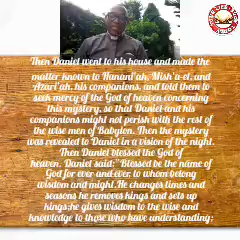 Then Daniel went to his house and made the
matter known to Hanani'ah, Mish'a-el, and
Azari'ah, his companions, and told them to
seek mercy of the God of heaven concerning
this mystery, so that Daniel and his
companions might not perish with the rest of
the wise men of Babylon. Then the mystery
was revealed to Daniel in a vision of the night.
Then Daniel blessed the God of
heaven. Daniel said: "Blessed be the name of
God for ever and ever, to whom belong
wisdom and might. He changes times and
seasons he removes kings and sets up
kings; he gives wisdom to the wise and
knowledge to those who have understanding;